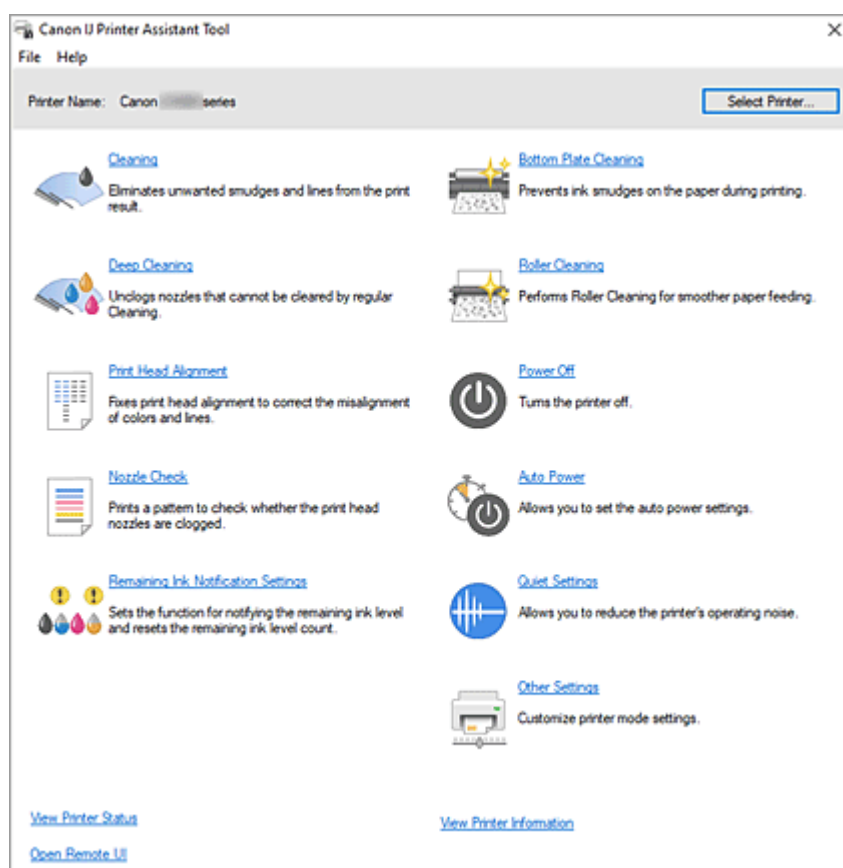 Canon IJ Printer Assistant Tool
File Help
Printer Name: Canon series
Select Printer...
Cleaning
Eliminates unwanted smudges and lines from the print
result.
Deep Cleaning
Unclogs nozzles that cannot be cleared by regular
Cleaning.
Print Head Alignment
Fixes print head alignment to correct the misalignment
of colors and lines.
Nozzle Check
Prints a pattern to check whether the print head
nozzles are clogged.
Remaining Ink Notification Settings
Sets the function for notifying the remaining ink level
and resets the remaining ink level count.
Bottom Plate Cleaning
Prevents ink smudges on the paper during printing.
Roller Cleaning
Performs Roller Cleaning for smoother paper feeding.
Power Off
Turns the printer off.
Auto Power
Allows you to set the auto power settings.
Quiet Settings
Allows you to reduce the printer's operating noise.
Other Settings
Customize printer mode settings.
View Printer Status
View Printer Information
Open Remote UI